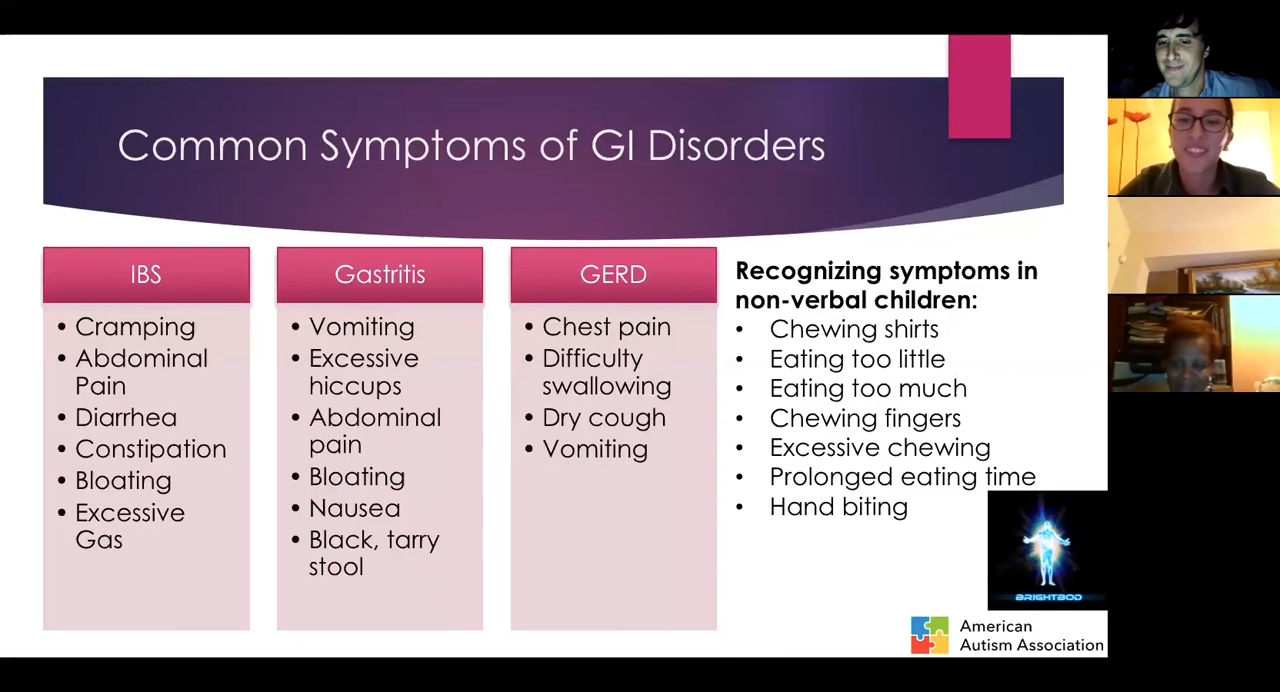 Common Symptoms of GI Disorders
IBS
• Cramping
• Abdominal
Pain
• Diarrhea
• Constipation
• Bloating
• Excessive
Gas
Gastritis
• Vomiting
• Excessive
hiccups
• Abdominal
pain
• Bloating
• Nausea
• Black, tarry
stool
GERD
• Chest pain
• Difficulty
swallowing
• Dry cough
• Vomiting
Recognizing symptoms in
non-verbal children:
• Chewing shirts
• Eating too little
• Eating too much
• Chewing fingers
• Excessive chewing
• Prolonged eating time
• Hand biting
BRIGHTBOD
American
Autism Association